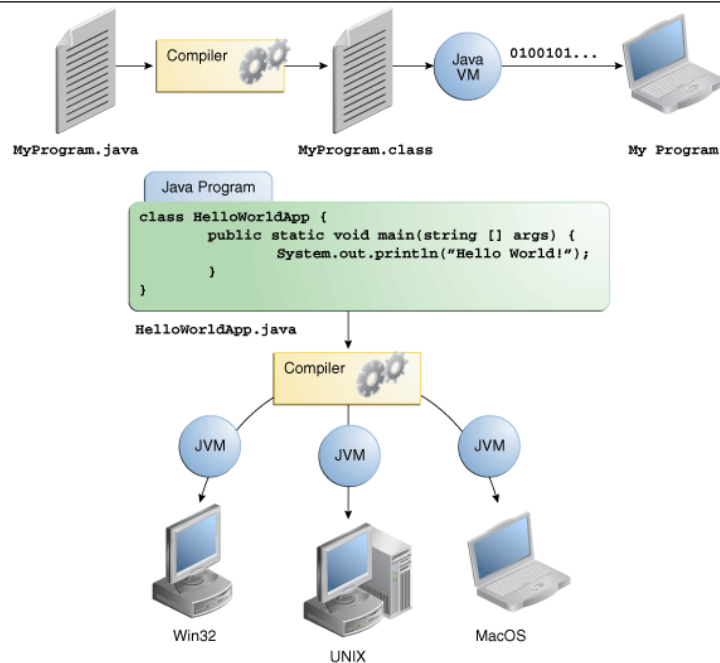 Compiler
Java
VM
0100101...
MyProgram.java
MyProgram.class
My Program
Java Program
class HelloWorldApp {
public static void main(string [] args) {
System.out.println(”Hello World!”);
}
}
HelloWorldApp.java
Compiler
JVM
JVM
JVM
Win32
UNIX
MacOS